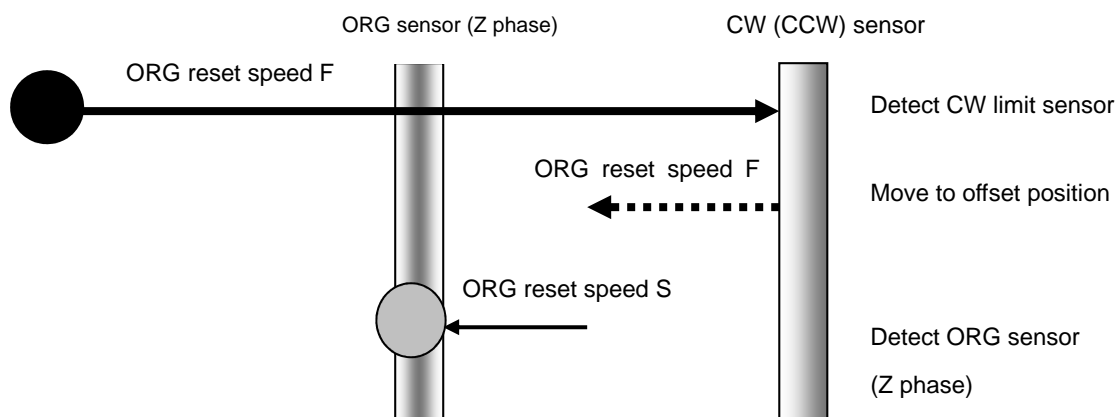 ORG sensor (Z phase)
CW (CCW) sensor
ORG reset speed F
Detect CW limit sensor
ORG reset speed F
Move to offset position
ORG reset speed S
Detect ORG sensor
(Z phase)